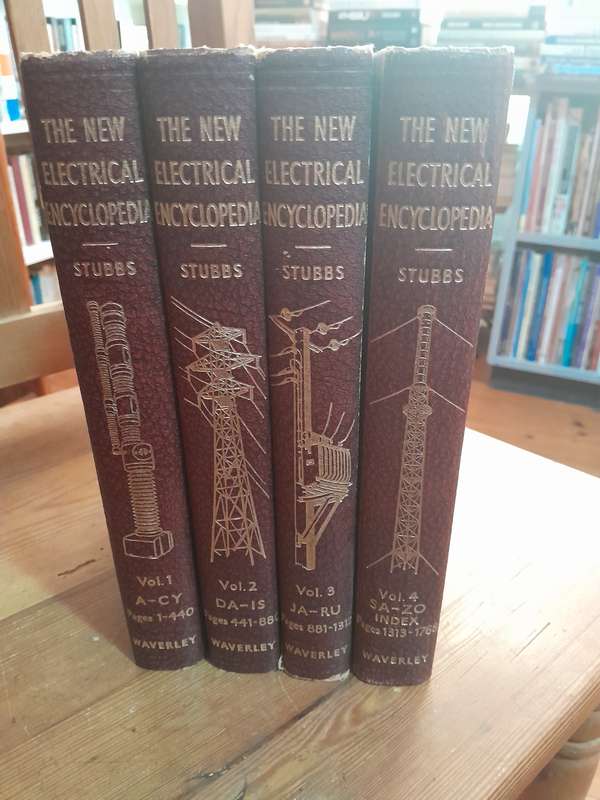 THE NEW
ELECTRICAL
ENCYCLOPEDIA
STUBBS
Vol. 1
A-CY
Pages 1-440
WAVERLEY
THE NEW
ELECTRICAL
ENCYCLOPEDIA
STUBBS
Vol. 2
DA-IS
Pages 441-880
WAVERLEY
THE NEW
ELECTRICAL
ENCYCLOPEDIA
STUBBS
Vol. 3
JA-RU
Pages 881-1312
WAVERLEY
THE NEW
ELECTRICAL
ENCYCLOPEDIA
STUBBS
Vol. 4
SA-ZO
INDEX
Pages 1313-1768
WAVERLEY